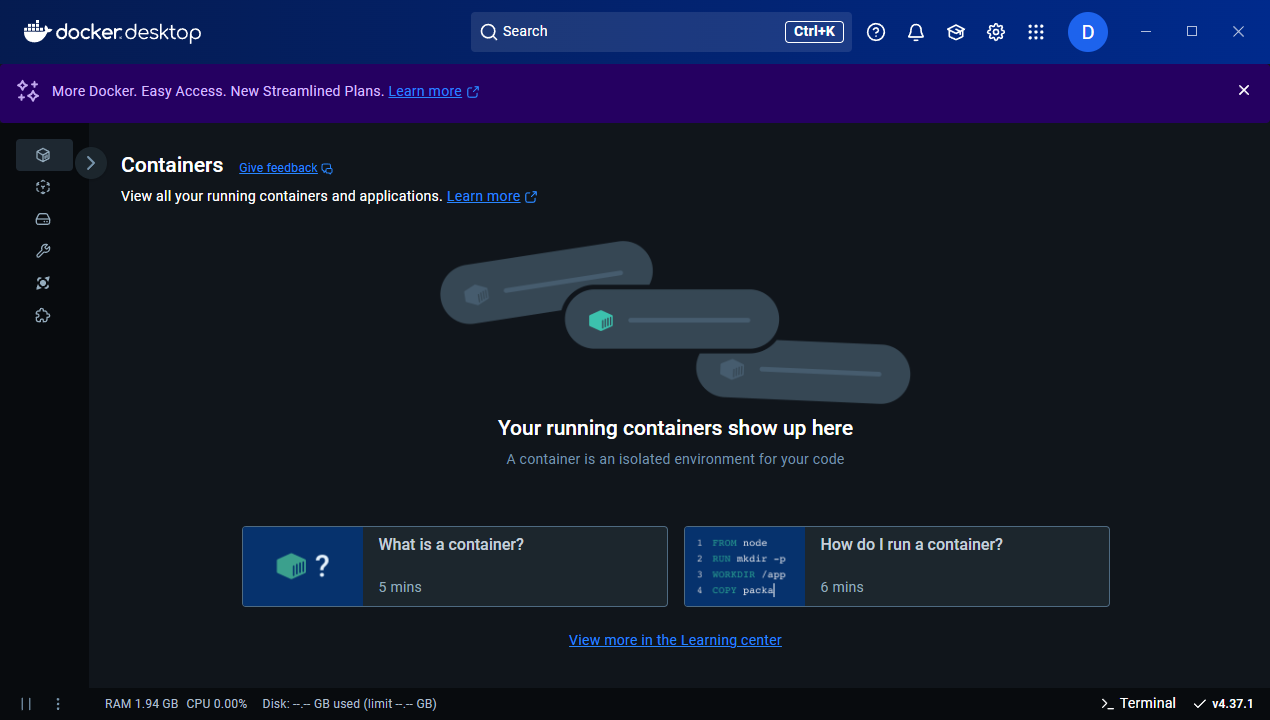 docker.desktop
Search
Ctrl+K
D
More Docker. Easy Access. New Streamlined Plans. Learn more
Containers
Give feedback
View all your running containers and applications. Learn more
Your running containers show up here
A container is an isolated environment for your code
?
What is a container?
5 mins
1 FROM node
2 RUN mkdir -p
3 WORKDIR /app
4 COPY packa
How do I run a container?
6 mins
View more in the Learning center
RAM 1.94 GB CPU 0.00% Disk: --.-- GB used (limit --.-- GB)
Terminal
v4.37.1